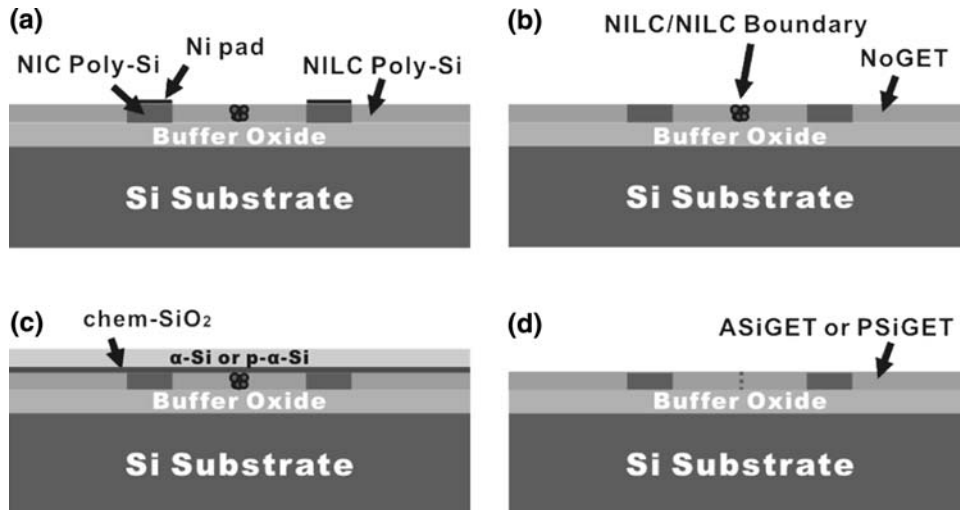 (a)
Ni pad
NIC Poly-Si
NILC Poly-Si
Buffer Oxide
Si Substrate
(b)
NILC/NILC Boundary
NoGET
Buffer Oxide
Si Substrate
(c)
chem-SiO₂
α-Si or p-α-Si
Buffer Oxide
Si Substrate
(d)
ASiGET or PSiGET
Buffer Oxide
Si Substrate